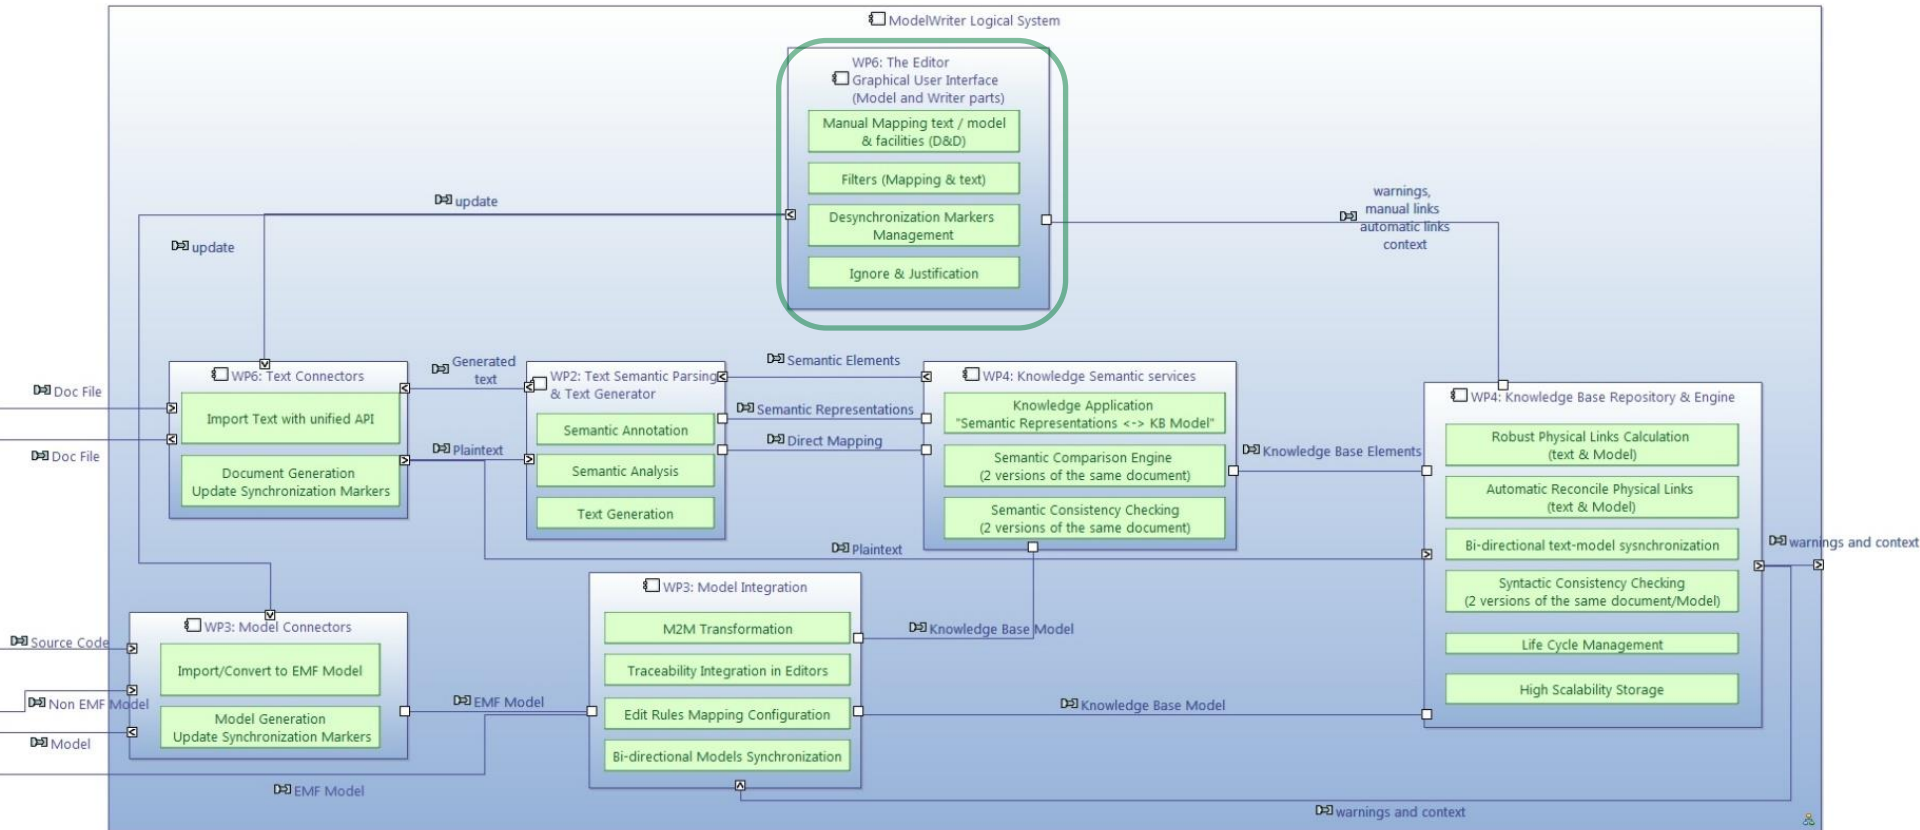 ModelWriter Logical System
WP6: The Editor
Graphical User Interface
(Model and Writer parts)
Manual Mapping text / model
& facilities (D&D)
Filters (Mapping & text)
Desynchronization Markers
Management
Ignore & Justification
update
update
warnings,
manual links
automatic links
context
Doc File
Doc File
WP6: Text Connectors
Import Text with unified API
Document Generation
Update Synchronization Markers
Generated
text
Plaintext
WP2: Text Semantic Parsing
& Text Generator
Semantic Annotation
Semantic Analysis
Text Generation
Semantic Elements
Semantic Representations
Direct Mapping
Plaintext
WP4: Knowledge Semantic services
Knowledge Application
"Semantic Representations <-> KB Model"
Semantic Comparison Engine
(2 versions of the same document)
Semantic Consistency Checking
(2 versions of the same document)
Knowledge Base Elements
WP4: Knowledge Base Repository & Engine
Robust Physical Links Calculation
(text & Model)
Automatic Reconcile Physical Links
(text & Model)
Bi-directional text-model sysnchronization
Syntactic Consistency Checking
(2 versions of the same document/Model)
Life Cycle Management
High Scalability Storage
warnings and context
Source Code
Non EMF Model
Model
WP3: Model Connectors
Import/Convert to EMF Model
Model Generation
Update Synchronization Markers
EMF Model
EMF Model
WP3: Model Integration
M2M Transformation
Traceability Integration in Editors
Edit Rules Mapping Configuration
Bi-directional Models Synchronization
Knowledge Base Model
Knowledge Base Model
warnings and context